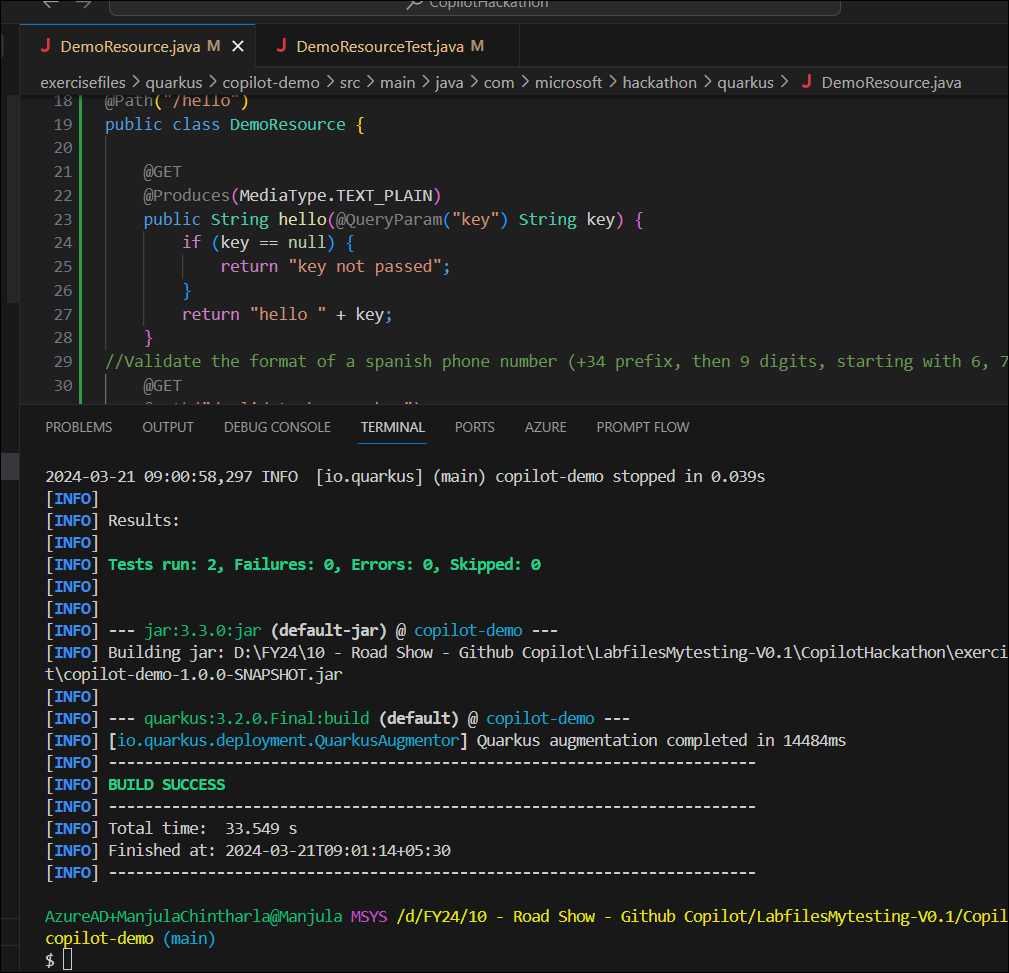 CopilotHackathon
DemoResource.java M
DemoResourceTest.java M
exercisefiles > quarkus > copilot-demo > src > main > java > com > microsoft > hackathon > quarkus > DemoResource.java
18 @Path("/hello")
19 public class DemoResource {
20
21 @GET
22 @Produces(MediaType.TEXT_PLAIN)
23 public String hello(@QueryParam("key") String key) {
24 if (key == null) {
25 return "key not passed";
26 }
27 return "hello " + key;
28 }
29 //Validate the format of a spanish phone number (+34 prefix, then 9 digits, starting with 6, 7
30 @GET
PROBLEMS OUTPUT DEBUG CONSOLE TERMINAL PORTS AZURE PROMPT FLOW
2024-03-21 09:00:58,297 INFO  [io.quarkus] (main) copilot-demo stopped in 0.039s
[INFO]
[INFO] Results:
[INFO]
[INFO] Tests run: 2, Failures: 0, Errors: 0, Skipped: 0
[INFO]
[INFO]
[INFO] --- jar:3.3.0:jar (default-jar) @ copilot-demo ---
[INFO] Building jar: D:\FY24\10 - Road Show - Github Copilot\LabfilesMytesting-V0.1\CopilotHackathon\exerci
t\copilot-demo-1.0.0-SNAPSHOT.jar
[INFO]
[INFO] --- quarkus:3.2.0.Final:build (default) @ copilot-demo ---
[INFO] [io.quarkus.deployment.QuarkusAugmentor] Quarkus augmentation completed in 14484ms
[INFO] ------------------------------------------------------------------------
[INFO] BUILD SUCCESS
[INFO] ------------------------------------------------------------------------
[INFO] Total time:  33.549 s
[INFO] Finished at: 2024-03-21T09:01:14+05:30
[INFO] ------------------------------------------------------------------------
AzureAD+ManjulaChintharla@Manjula MSYS /d/FY24/10 - Road Show - Github Copilot/LabfilesMytesting-V0.1/Copil
copilot-demo (main)
$